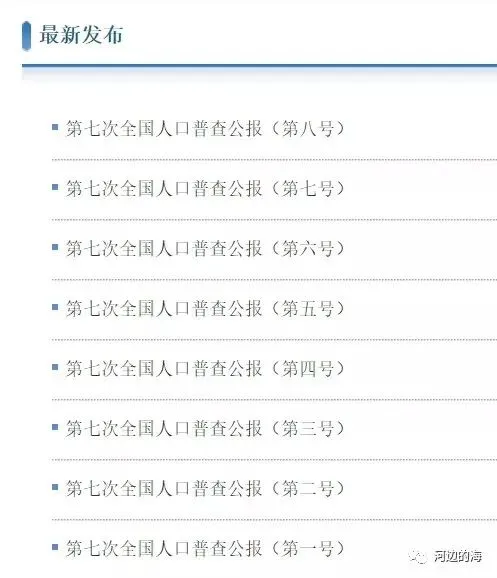 最新发布
第七次全国人口普查公报（第八号）
第七次全国人口普查公报（第七号）
第七次全国人口普查公报（第六号）
第七次全国人口普查公报（第五号）
第七次全国人口普查公报（第四号）
第七次全国人口普查公报（第三号）
第七次全国人口普查公报（第二号）
第七次全国人口普查公报（第一号）
河边的海